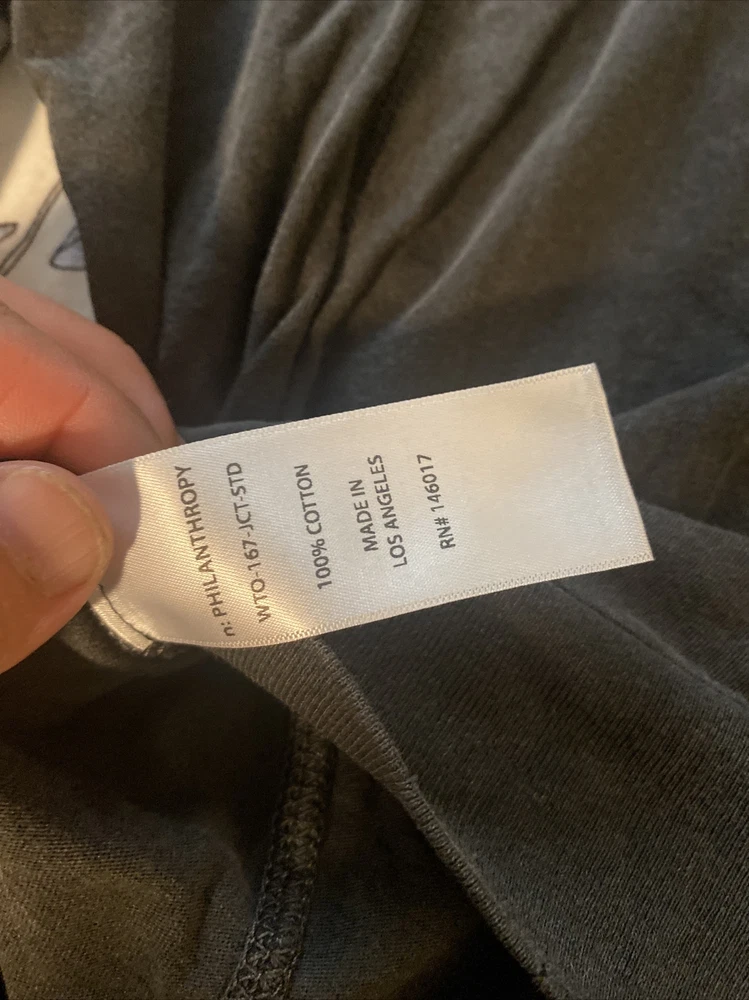 n: PHILANTHROPY
WTO-167-JCT-STD
100% COTTON
MADE IN
LOS ANGELES
RN# 146017